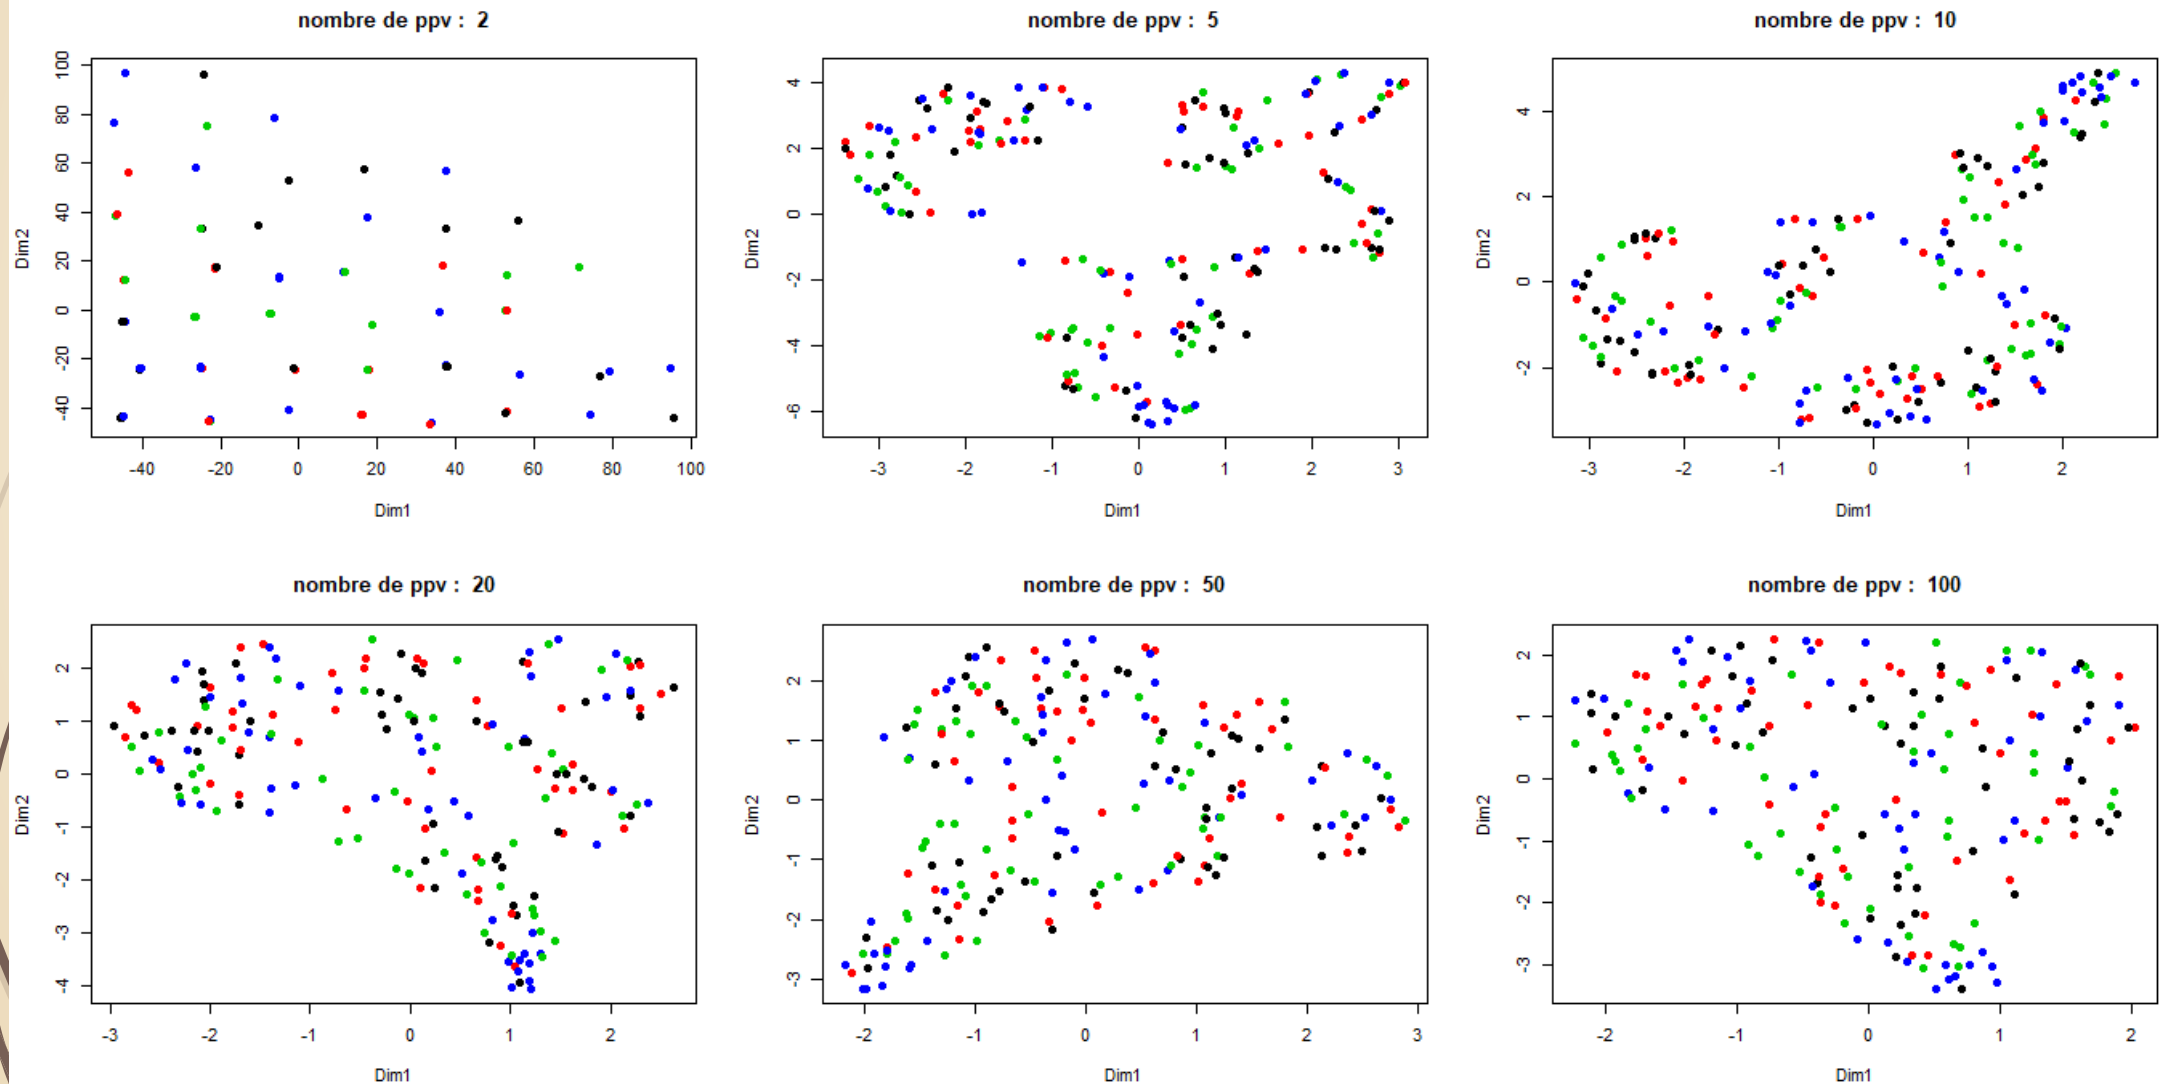 nombre de ppv : 2
100
80
60
40
20
0
-20
-40
Dim2
-40 -20 0 20 40 60 80 100
Dim1
nombre de ppv : 5
4
2
0
-2
-4
-6
Dim2
-3 -2 -1 0 1 2 3
Dim1
nombre de ppv : 10
4
2
0
-2
Dim2
-3 -2 -1 0 1 2
Dim1
nombre de ppv : 20
2
1
0
-1
-2
-3
-4
Dim2
-3 -2 -1 0 1 2
Dim1
nombre de ppv : 50
2
1
0
-1
-2
-3
Dim2
-2 -1 0 1 2 3
Dim1
nombre de ppv : 100
2
1
0
-1
-2
-3
Dim2
-2 -1 0 1 2
Dim1